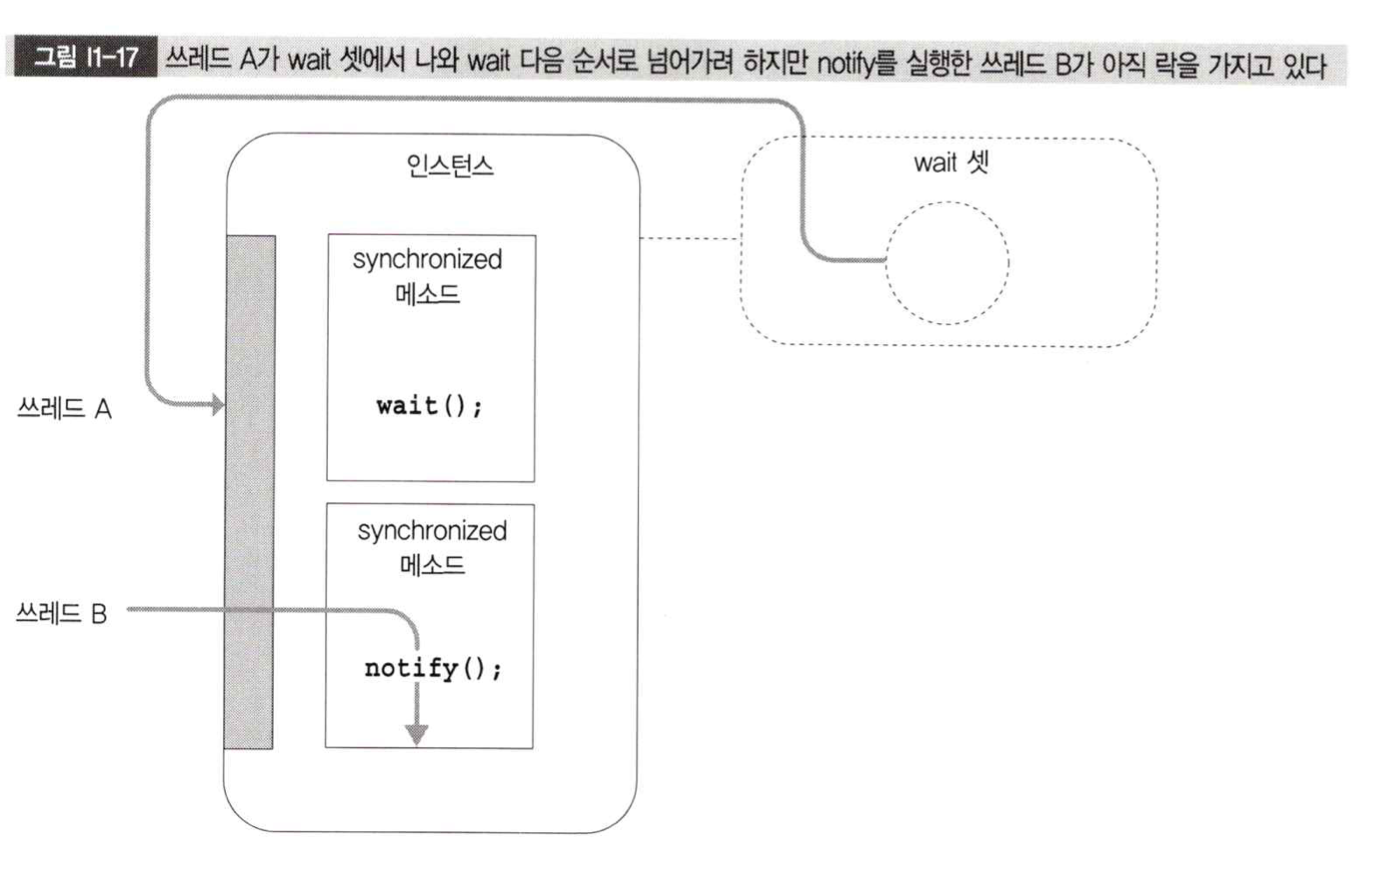 그림 I1-17 쓰레드 A가 wait 셋에서 나와 wait 다음 순서로 넘어가려 하지만 notify를 실행한 쓰레드 B가 아직 락을 가지고 있다
인스턴스
wait 셋
synchronized
메소드
wait();
쓰레드 A
synchronized
메소드
쓰레드 B
notify();